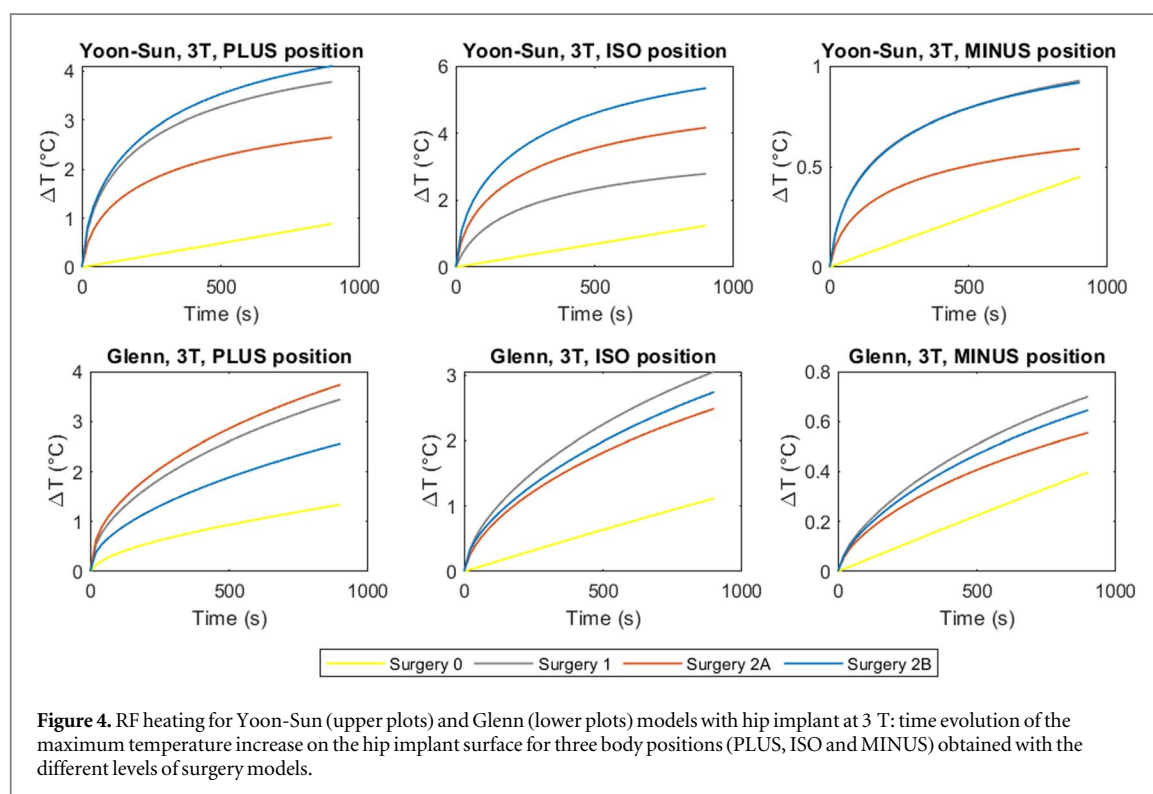 Yoon-Sun, 3T, PLUS position
4
3
2
1
0
ΔT (°C)
0 500 1000
Time (s)
Yoon-Sun, 3T, ISO position
6
4
2
0
ΔT (°C)
0 500 1000
Time (s)
Yoon-Sun, 3T, MINUS position
1
0.5
0
ΔT (°C)
0 500 1000
Time (s)
Glenn, 3T, PLUS position
4
3
2
1
0
ΔT (°C)
0 500 1000
Time (s)
Glenn, 3T, ISO position
3
2
1
0
ΔT (°C)
0 500 1000
Time (s)
Glenn, 3T, MINUS position
0.8
0.6
0.4
0.2
0
ΔT (°C)
0 500 1000
Time (s)
Surgery 0 Surgery 1 Surgery 2A Surgery 2B
Figure 4. RF heating for Yoon-Sun (upper plots) and Glenn (lower plots) models with hip implant at 3 T: time evolution of the
maximum temperature increase on the hip implant surface for three body positions (PLUS, ISO and MINUS) obtained with the
different levels of surgery models.